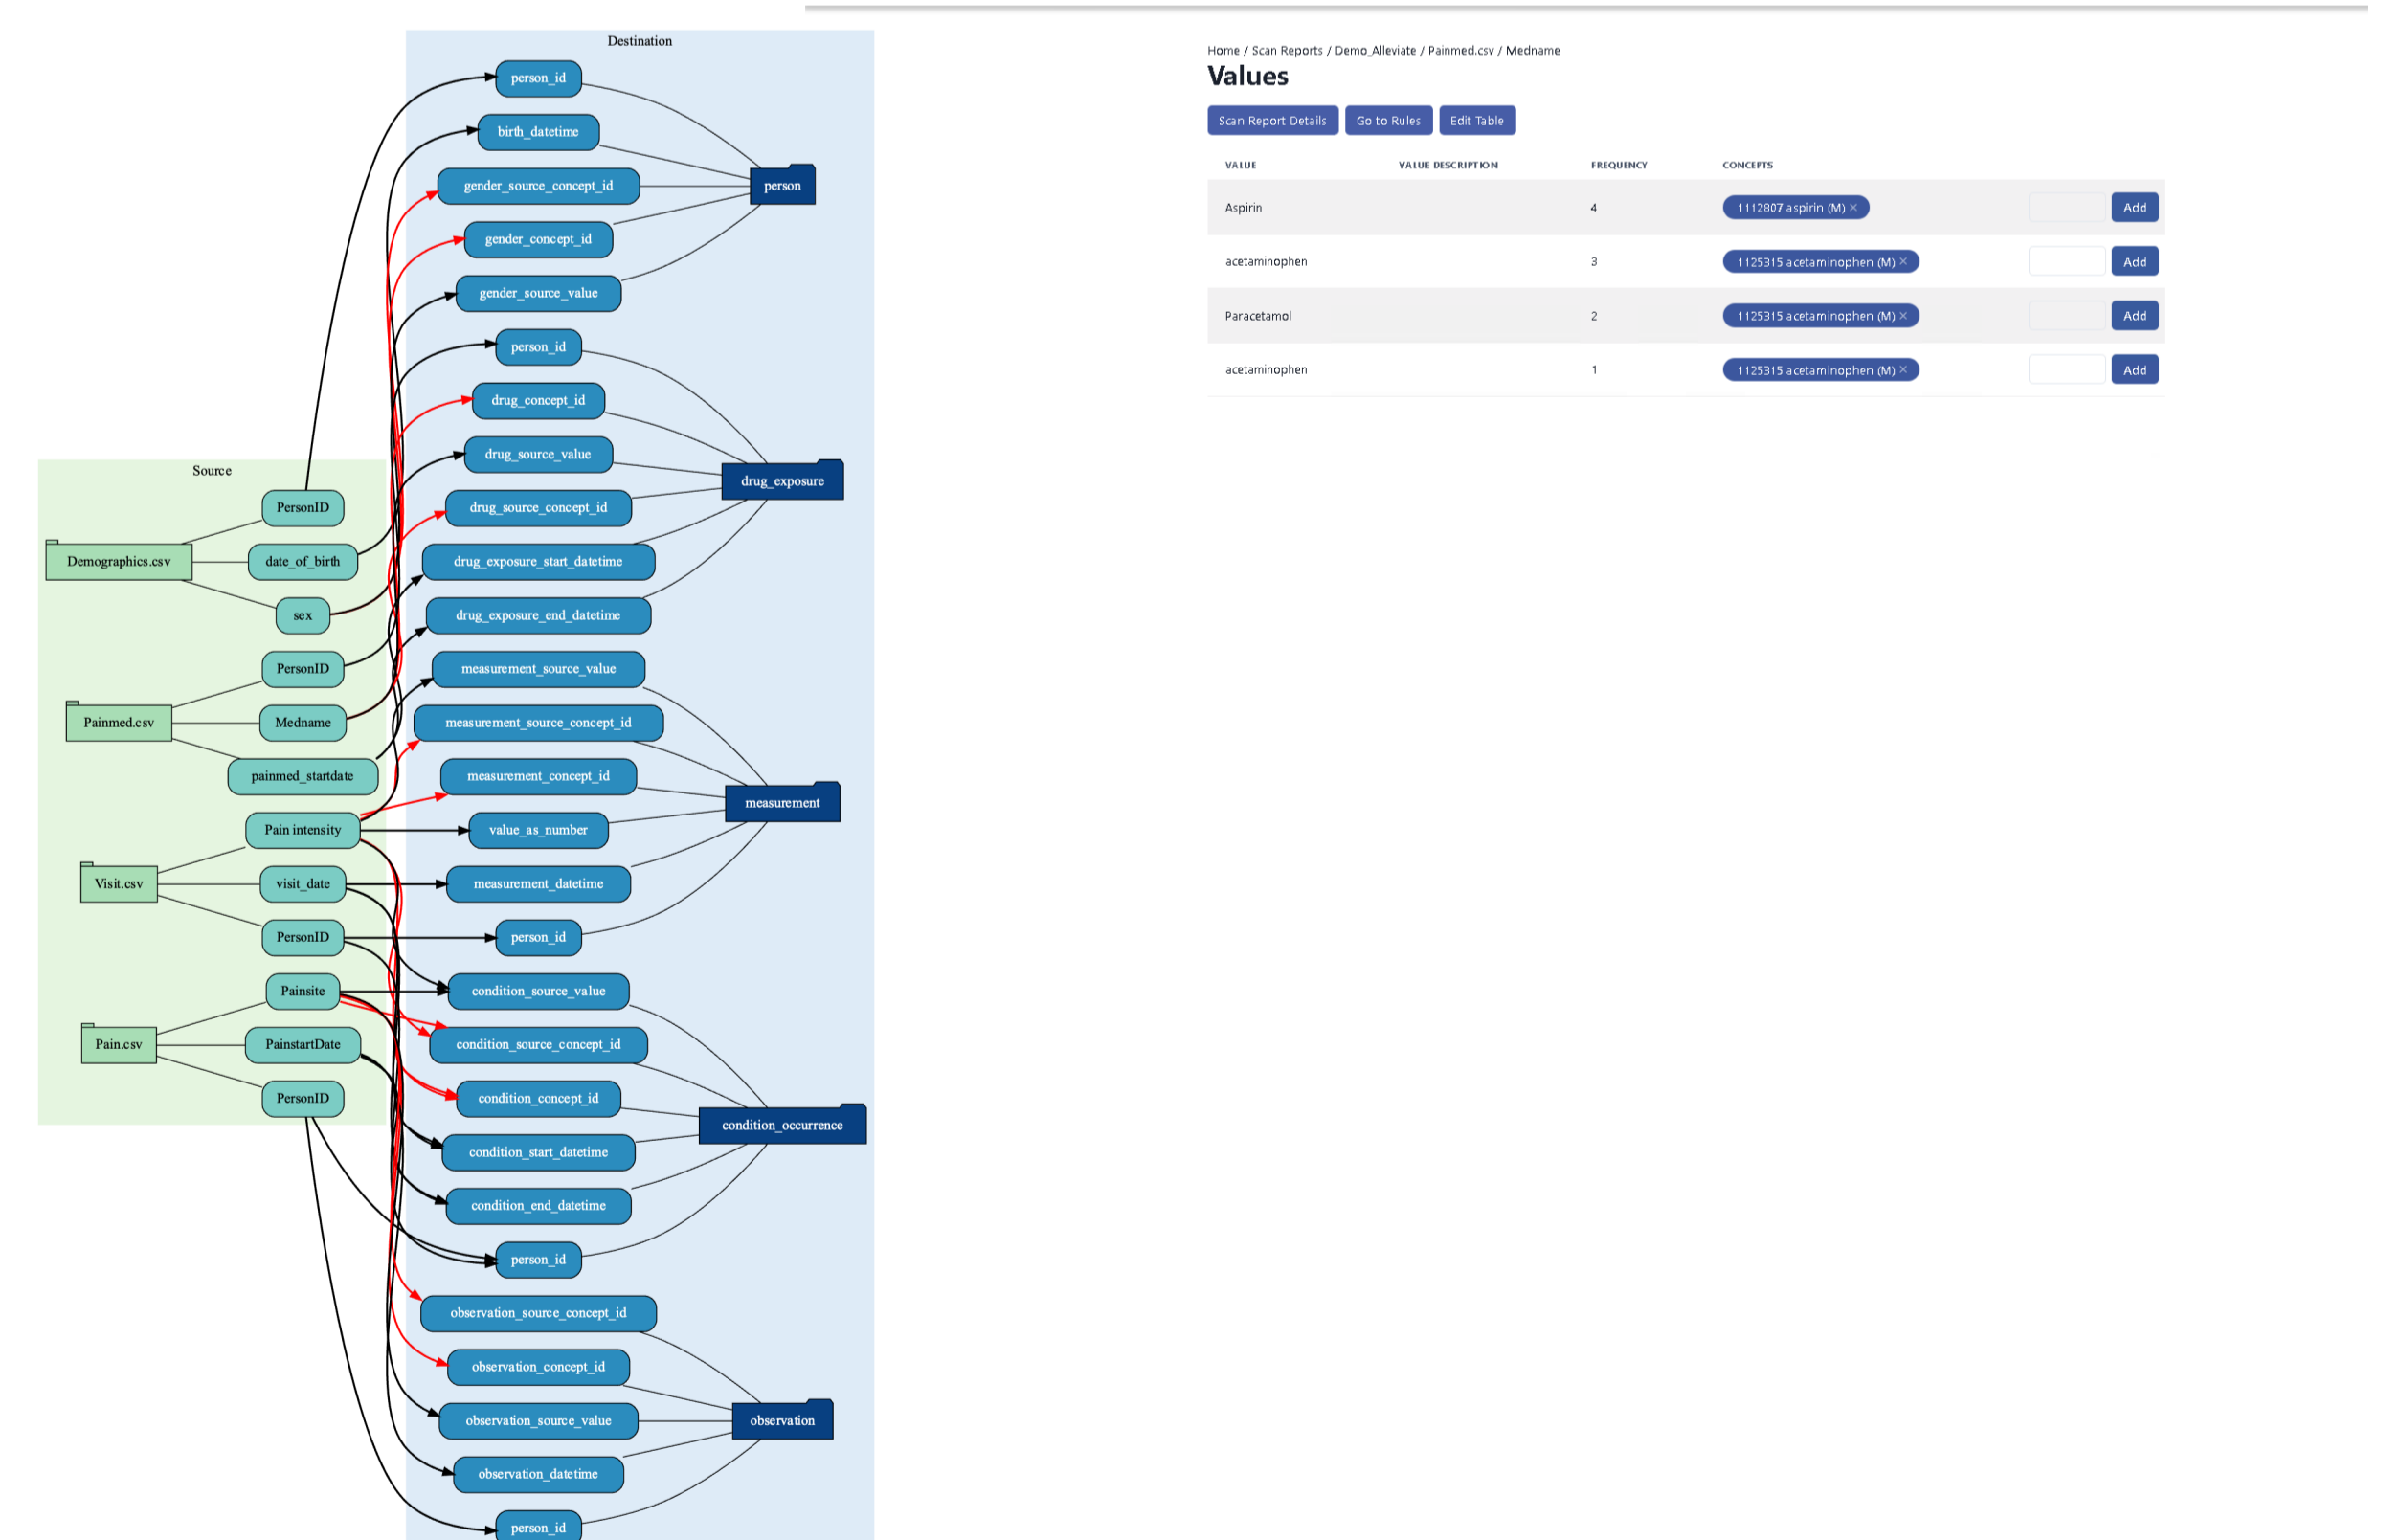 Destination
person_id
birth_datetime
gender_source_concept_id
person
gender_concept_id
gender_source_value
person_id
drug_concept_id
drug_source_value
drug_exposure
drug_source_concept_id
drug_exposure_start_datetime
drug_exposure_end_datetime
measurement_source_value
measurement_source_concept_id
measurement_concept_id
measurement
value_as_number
measurement_datetime
person_id
condition_source_value
condition_source_concept_id
condition_concept_id
condition_occurrence
condition_start_datetime
condition_end_datetime
person_id
observation_source_concept_id
observation_concept_id
observation_source_value
observation
observation_datetime
person_id
Source
PersonID
Demographics.csv
date_of_birth
sex
PersonID
Painmed.csv
Medname
painmed_startdate
Pain intensity
Visit.csv
visit_date
PersonID
Painsite
Pain.csv
PainstartDate
PersonID
Home / Scan Reports / Demo_Alleviate / Painmed.csv / Medname
Values
Scan Report Details Go to Rules Edit Table
VALUE VALUE DESCRIPTION FREQUENCY CONCEPTS
Aspirin 4 1112807 aspirin (M) × Add
acetaminophen 3 1125315 acetaminophen (M) × Add
Paracetamol 2 1125315 acetaminophen (M) × Add
acetaminophen 1 1125315 acetaminophen (M) × Add